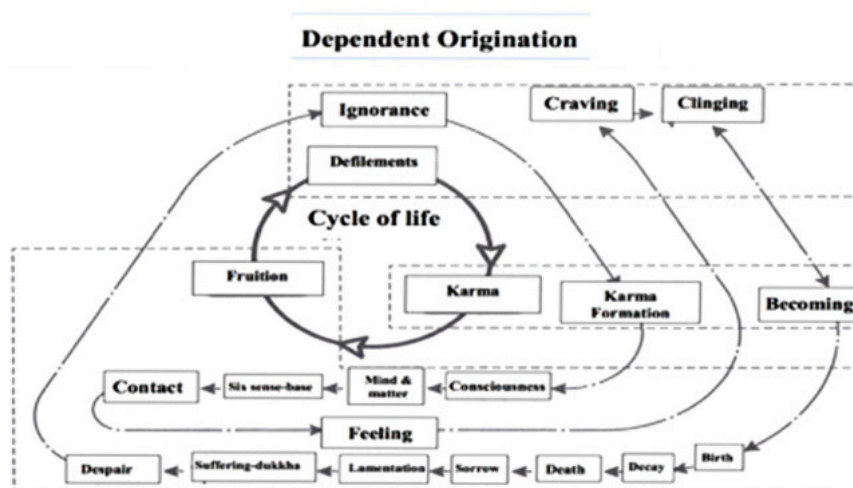 Dependent Origination
Ignorance
Craving
Clinging
Defilements
Cycle of life
Fruition
Karma
Karma
Formation
Becoming
Contact
Six sense-base
Mind &
matter
Consciousness
Feeling
Despair
Suffering-dukkha
Lamentation
Sorrow
Death
Decay
Birth